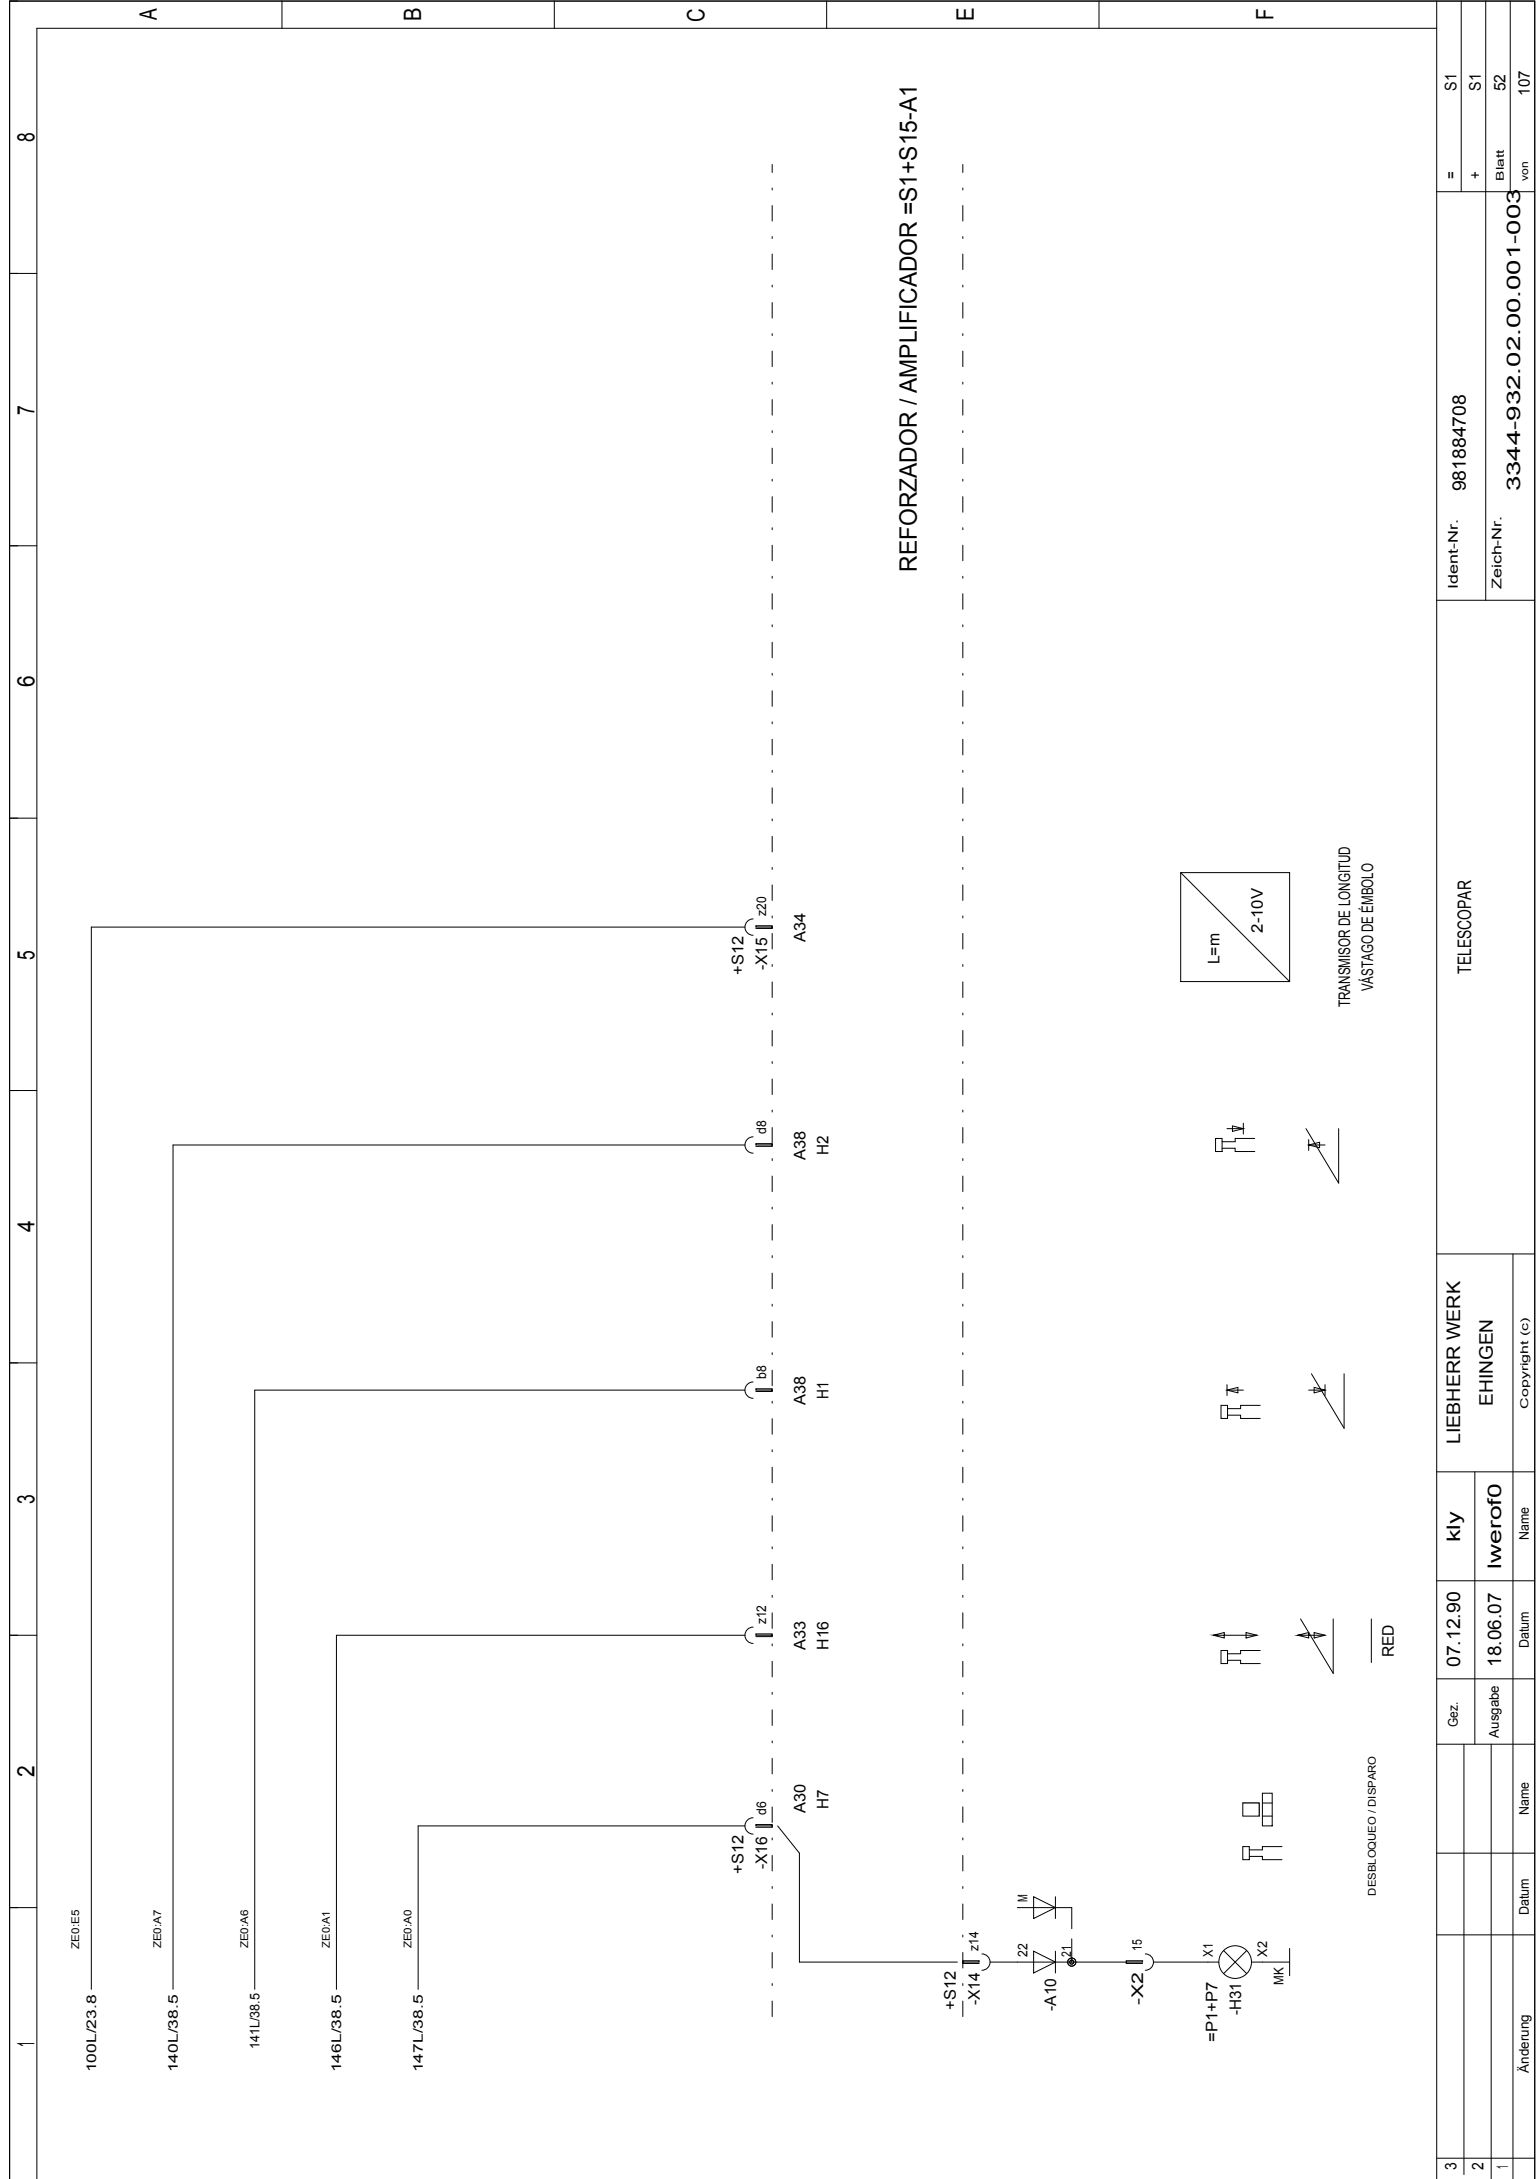 1 2 3 4 5 6 7 8
A
B
C
E
F
100L/23.8
ZE0:E5
140L/38.5
ZE0:A7
141L/38.5
ZE0:A6
146L/38.5
ZE0:A1
147L/38.5
ZE0:A0
+S12
-X16
d6
A30
H7
z12
A33
H16
b8
A38
H1
d8
A38
H2
+S12
-X15
z20
A34
REFORZADOR / AMPLIFICADOR =S1+S15-A1
+S12
-X14
z14
22
M
-A10
21
-X2
15
=P1+P7
-H31
X1
X2
MK
DESBLOQUEO / DISPARO
RED
L=m
2-10V
TRANSMISOR DE LONGITUD
VÁSTAGO DE ÉMBOLO
3
2
1
Änderung
Datum
Name
Gez.
07.12.90
kly
Ausgabe
18.06.07
lwerof0
Datum
Name
LIEBHERR WERK
EHINGEN
Copyright (c)
TELESCOPAR
Ident-Nr. 981884708
Zeich-Nr. 3344-932.02.00.001-003
= S1
+ S1
Blatt 52
von 107